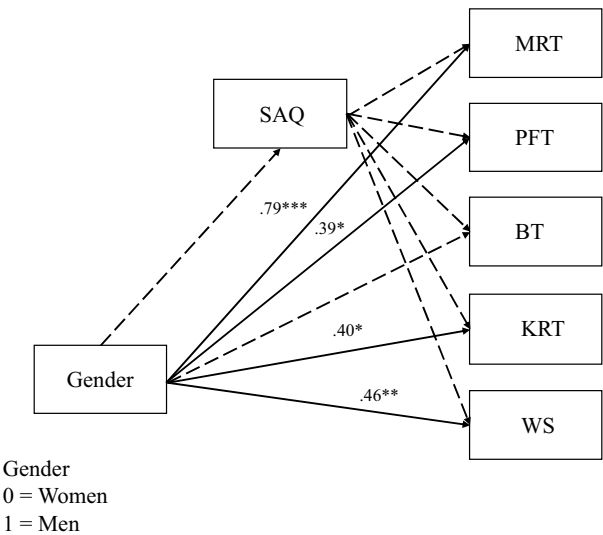 MRT
SAQ
PFT
.79***
.39*
BT
.40*
KRT
Gender
.46**
WS
Gender
0 = Women
1 = Men